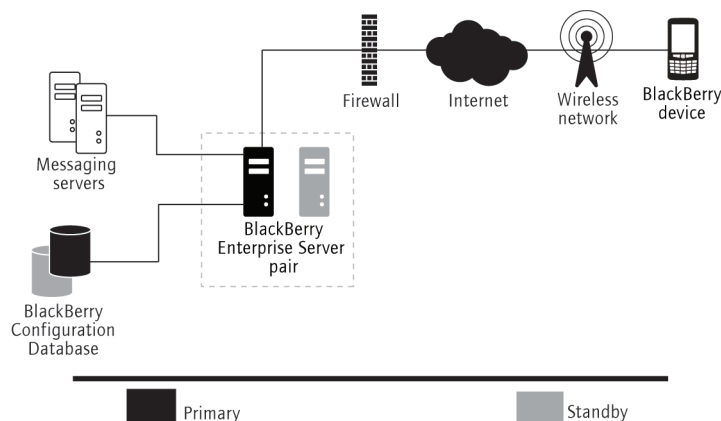 Firewall
Internet
Wireless
network
BlackBerry
device
Messaging
servers
BlackBerry
Enterprise Server
pair
BlackBerry
Configuration
Database
Primary
Standby